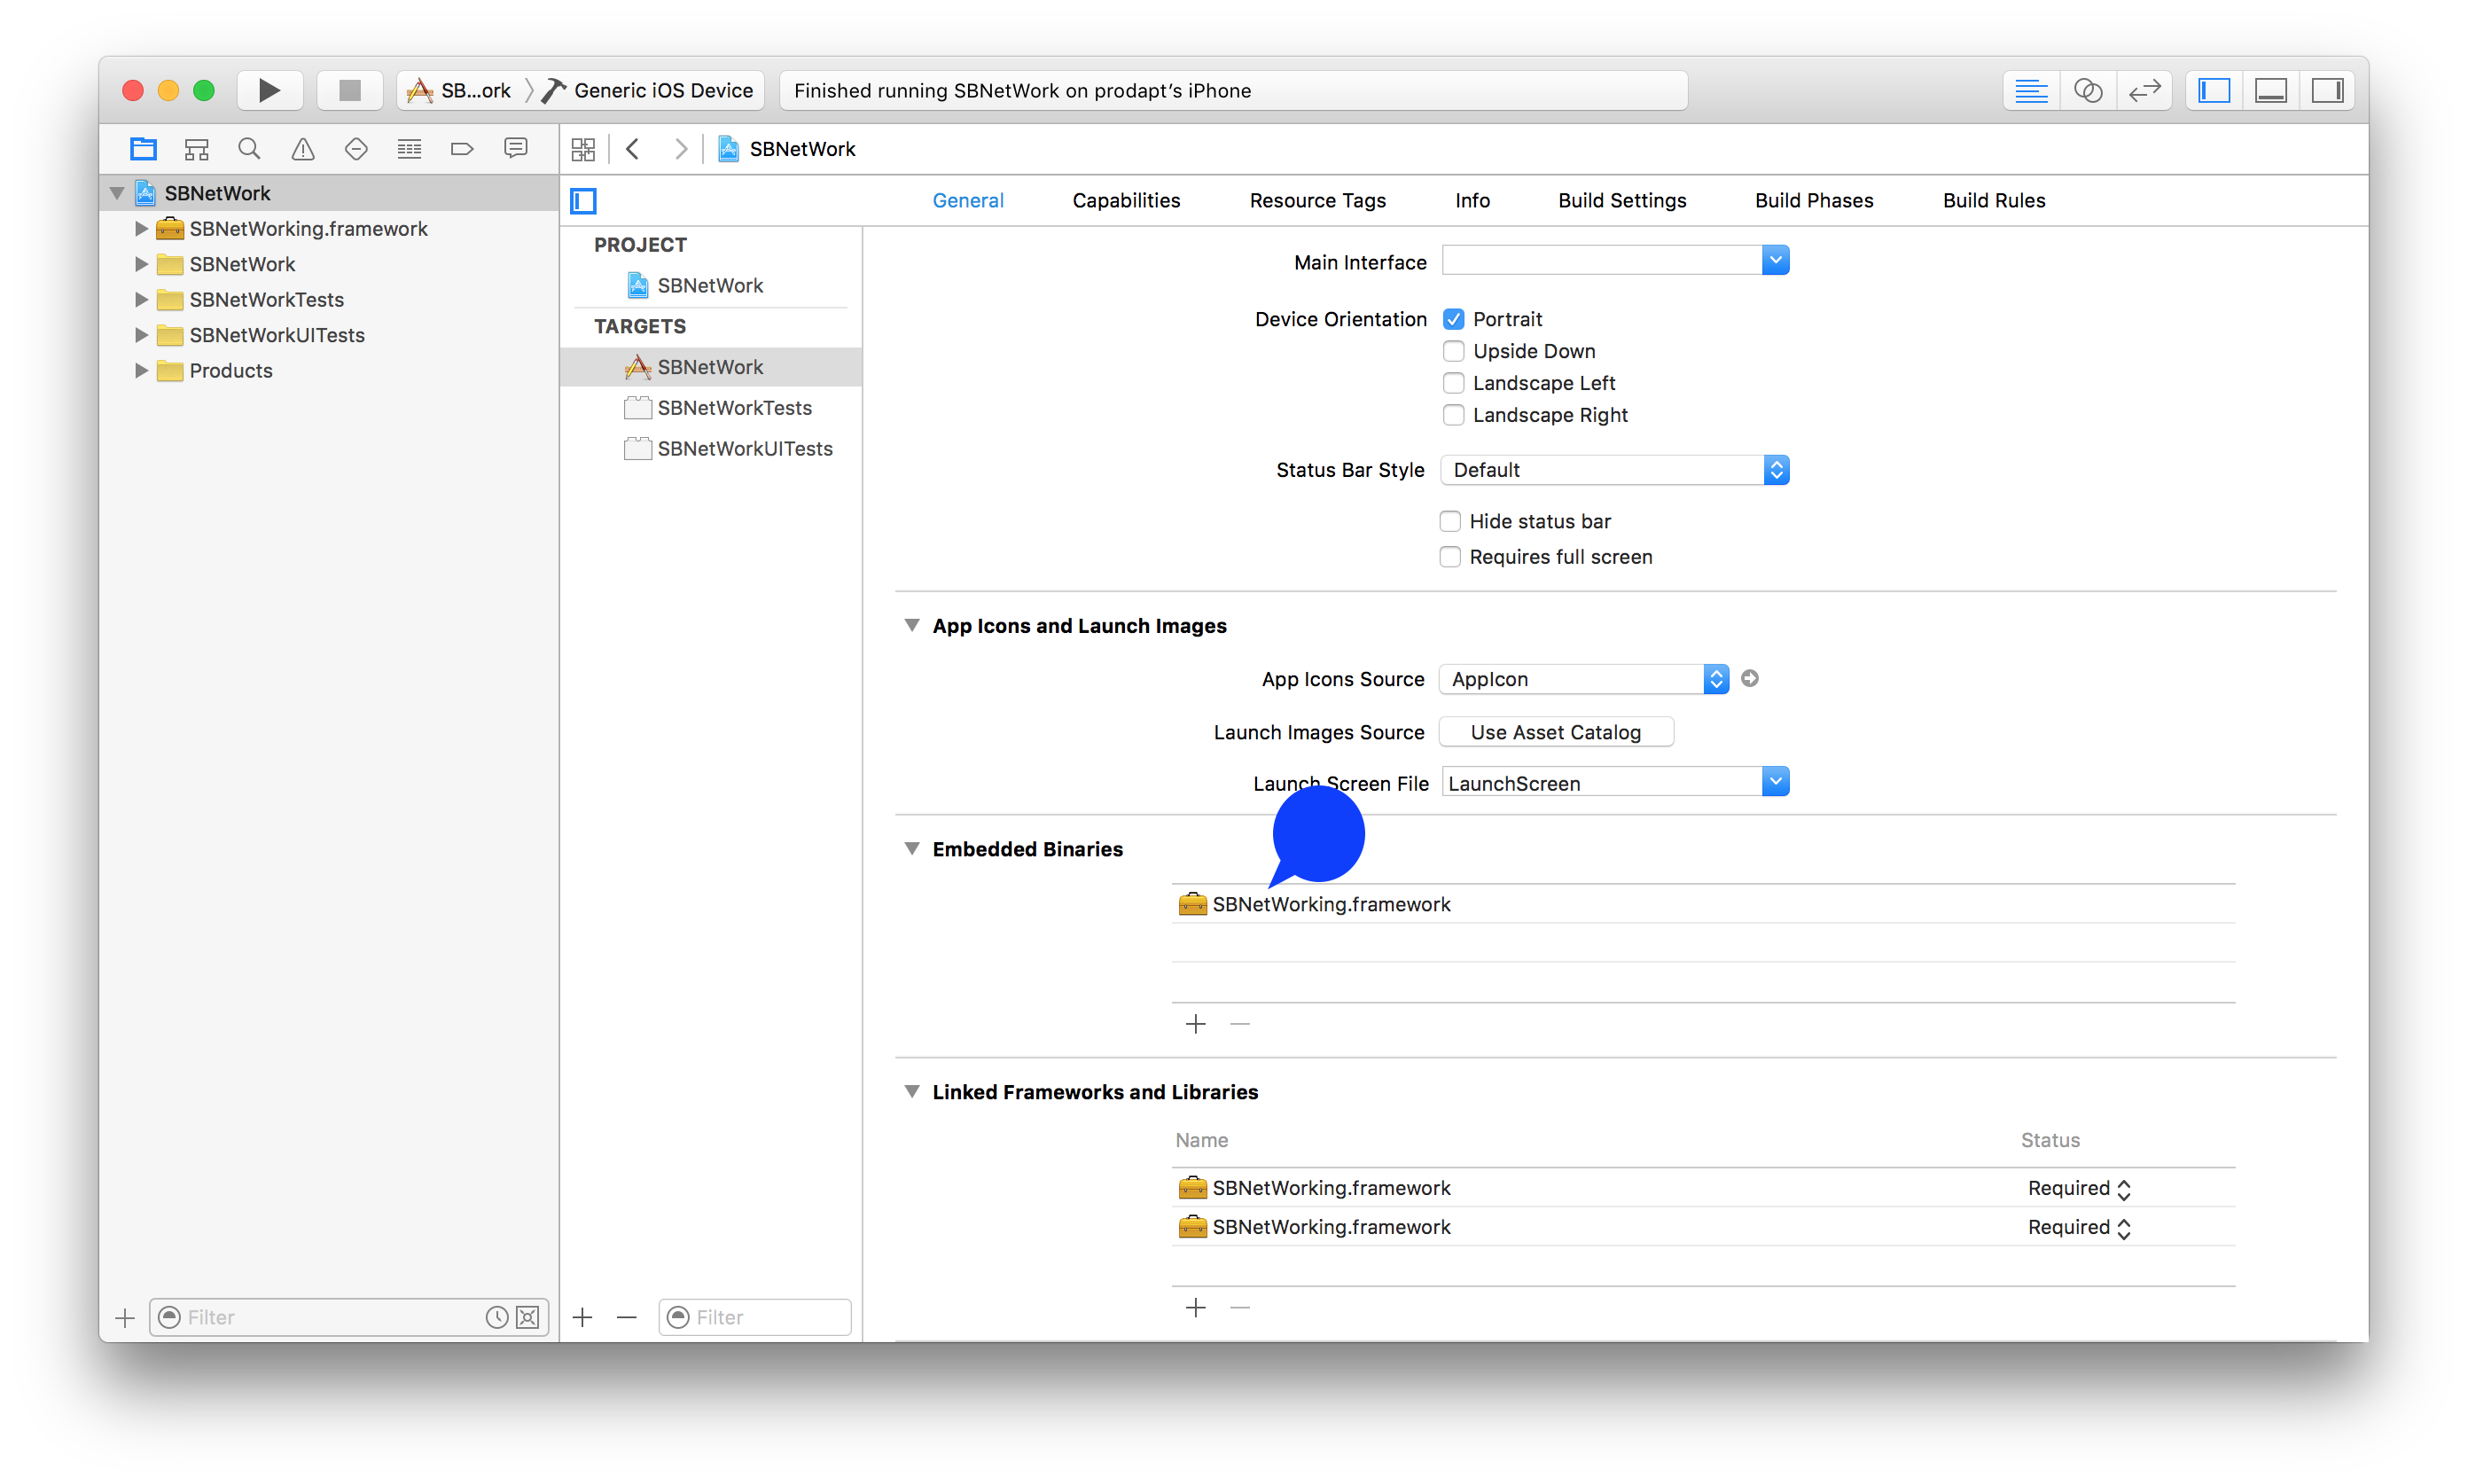 SB...ork
Generic iOS Device
Finished running SBNetWork on prodapt's iPhone
SBNetWork
SBNetWork
SBNetWorking.framework
SBNetWork
SBNetWorkTests
SBNetWorkUITests
Products
Filter
General Capabilities Resource Tags Info Build Settings Build Phases Build Rules
PROJECT
SBNetWork
TARGETS
SBNetWork
SBNetWorkTests
SBNetWorkUITests
Filter
Main Interface
Device Orientation Portrait
Upside Down
Landscape Left
Landscape Right
Status Bar Style Default
Hide status bar
Requires full screen
App Icons and Launch Images
App Icons Source AppIcon
Launch Images Source Use Asset Catalog
Launch Screen File LaunchScreen
Embedded Binaries
SBNetWorking.framework
Linked Frameworks and Libraries
Name Status
SBNetWorking.framework Required
SBNetWorking.framework Required